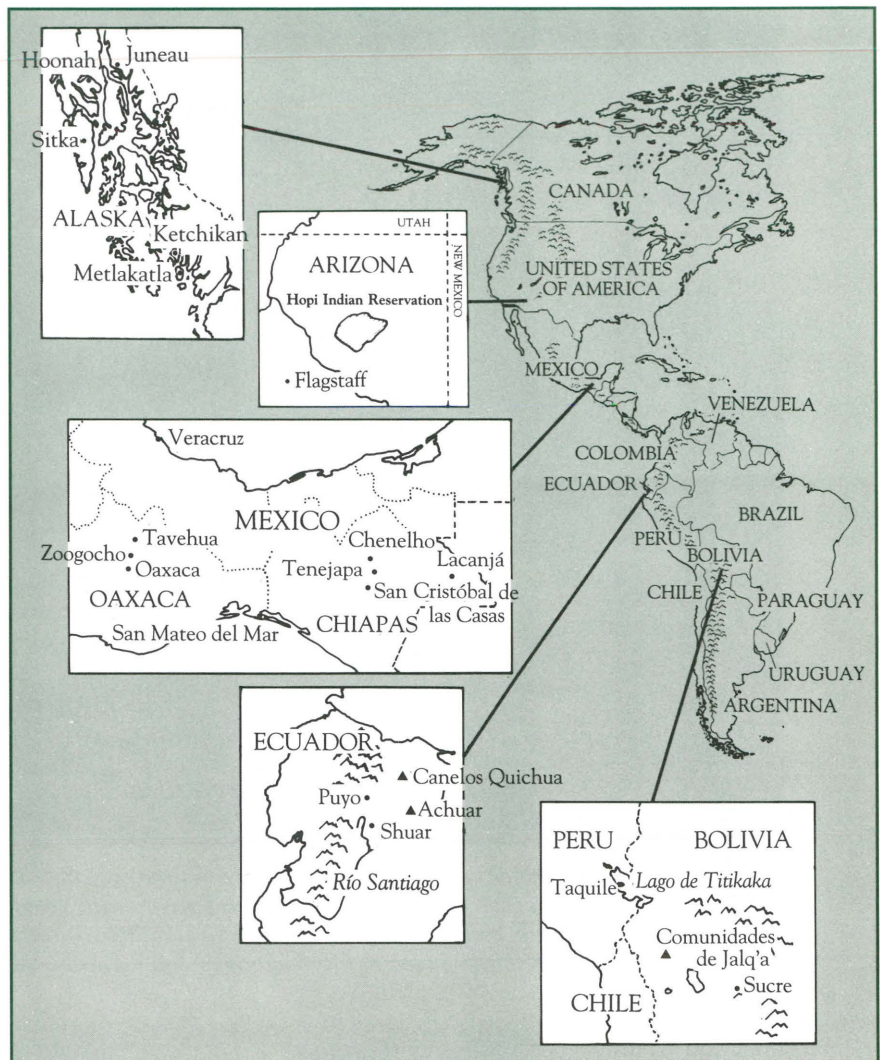 Hoonah
Juneau
Sitka
ALASKA
Ketchikan
Metlakatla
UTAH
ARIZONA
NEW MEXICO
Hopi Indian Reservation
Flagstaff
CANADA
UNITED STATES
OF AMERICA
MEXICO
VENEZUELA
COLOMBIA
ECUADOR
BRAZIL
PERU
BOLIVIA
CHILE
PARAGUAY
URUGUAY
ARGENTINA
Veracruz
MEXICO
Tavehua
Chenelho
Zoogocho
Lacanjá
Oaxaca
Tenejapa
San Cristóbal de
las Casas
OAXACA
CHIAPAS
San Mateo del Mar
ECUADOR
Canelos Quichua
Puyo
Achuar
Shuar
Río Santiago
PERU
BOLIVIA
Taquile
Lago de Titikaka
Comunidades
de Jalq'a
Sucre
CHILE